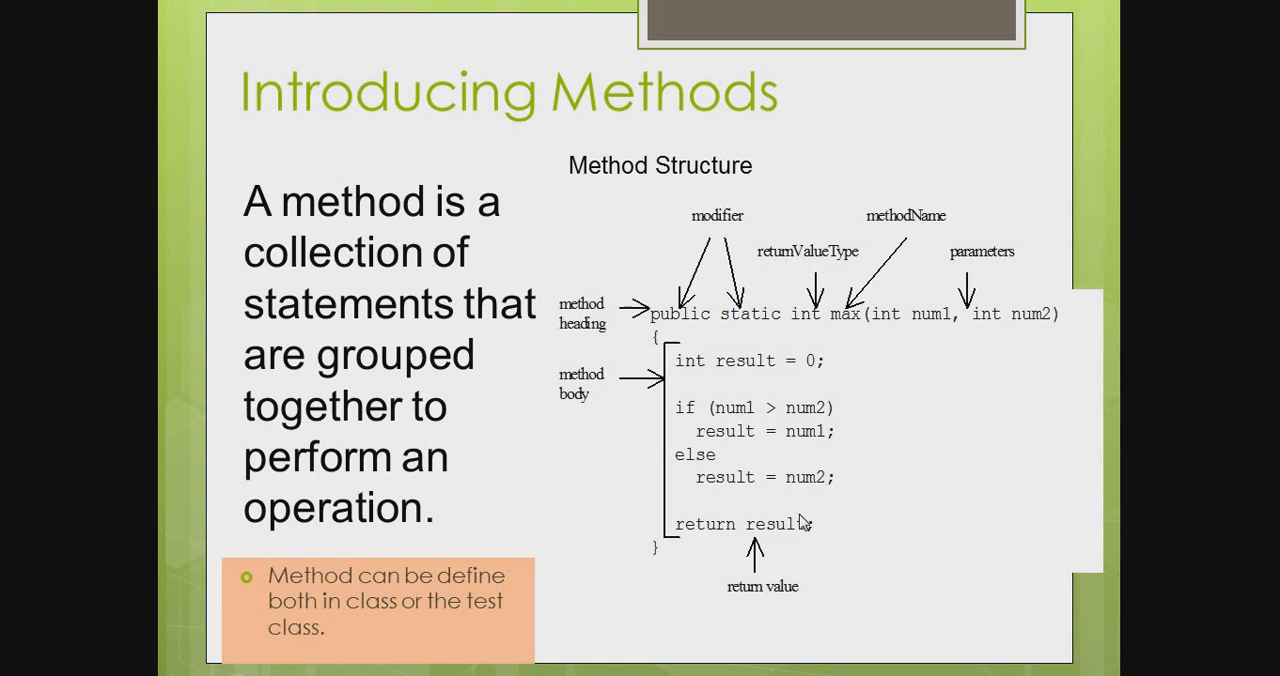 Introducing Methods
A method is a
collection of
statements that
are grouped
together to
perform an
operation.
Method can be define
both in class or the test
class.
Method Structure
modifier
methodName
returnValueType
parameters
method
heading
public static int max(int num1, int num2)
{
method
body
int result = 0;
if (num1 > num2)
result = num1;
else
result = num2;
return result;
}
return value